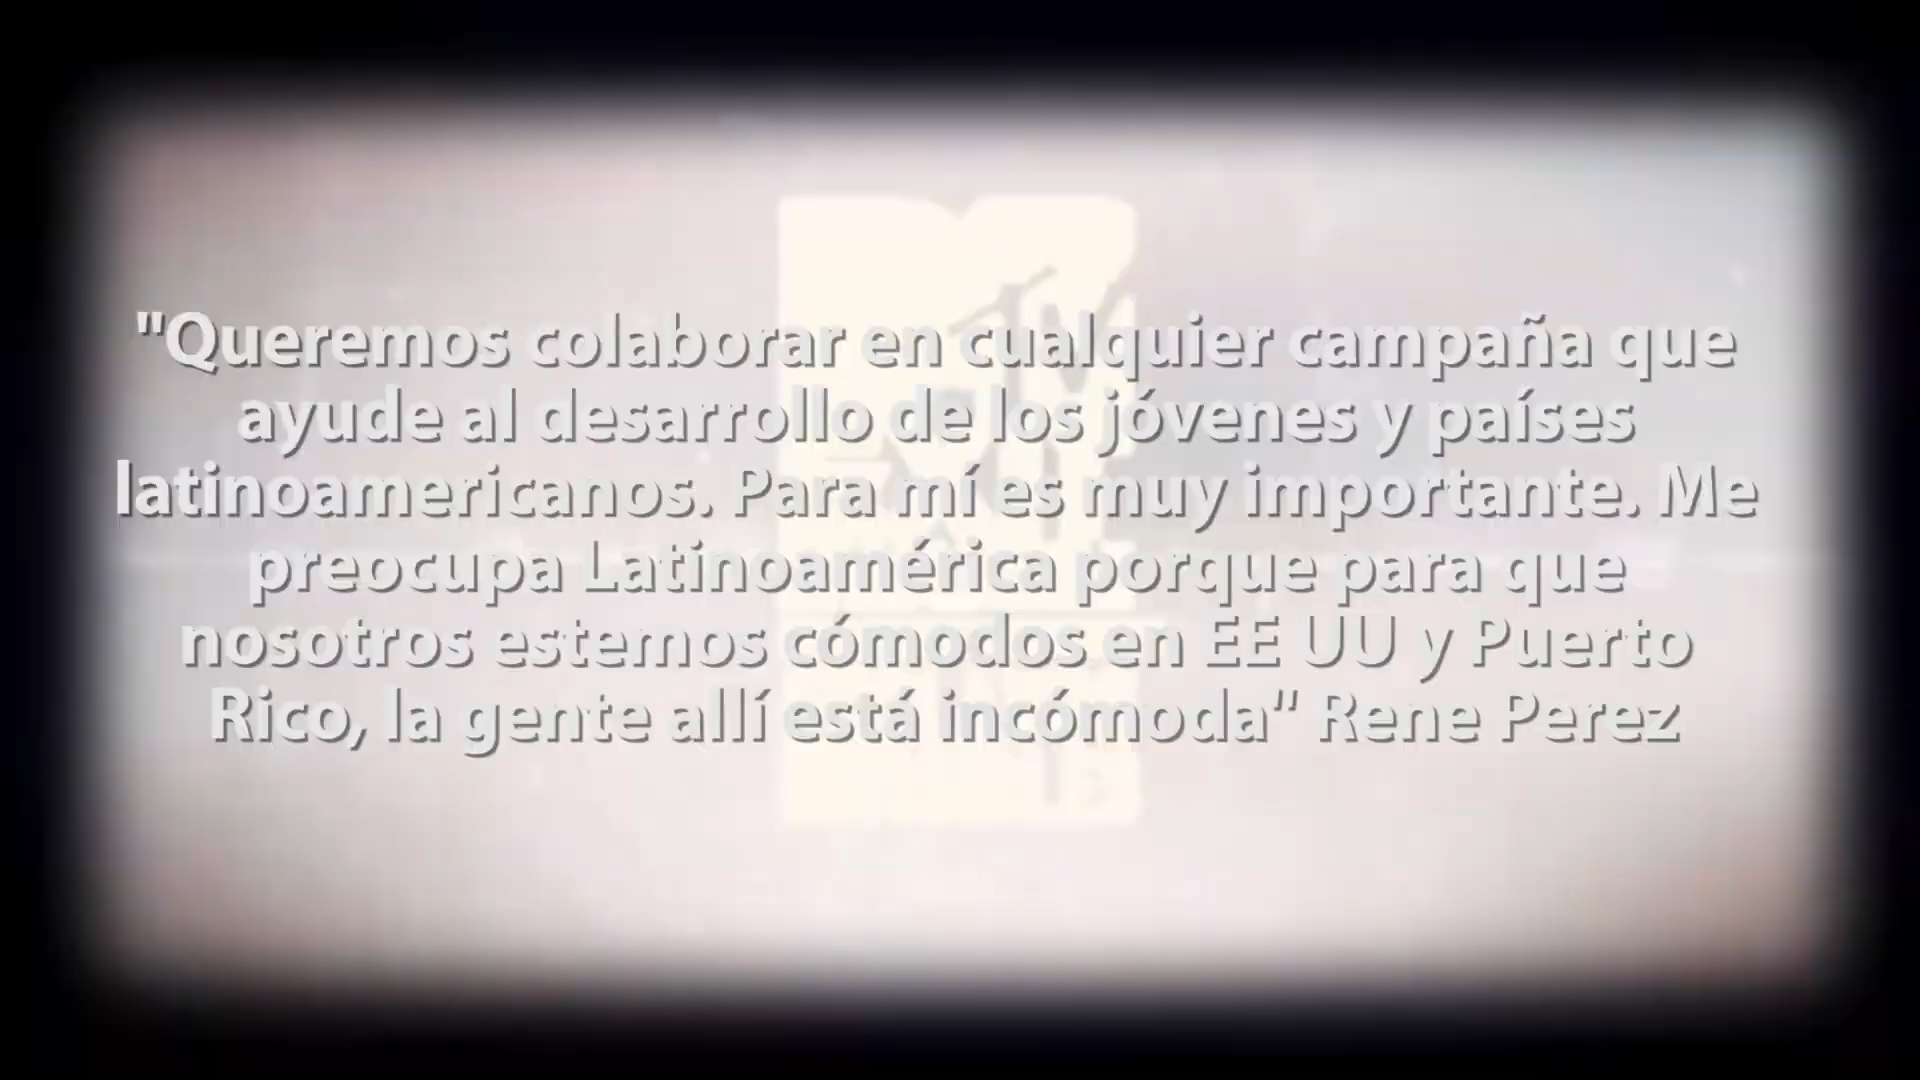 "Queremos colaborar en cualquier campaña que
ayude al desarrollo de los jóvenes y países
latinoamericanos. Para mí es muy importante. Me
preocupa Latinoamérica porque para que
nosotros estemos cómodos en EE UU y Puerto
Rico, la gente allí está incómoda" Rene Perez